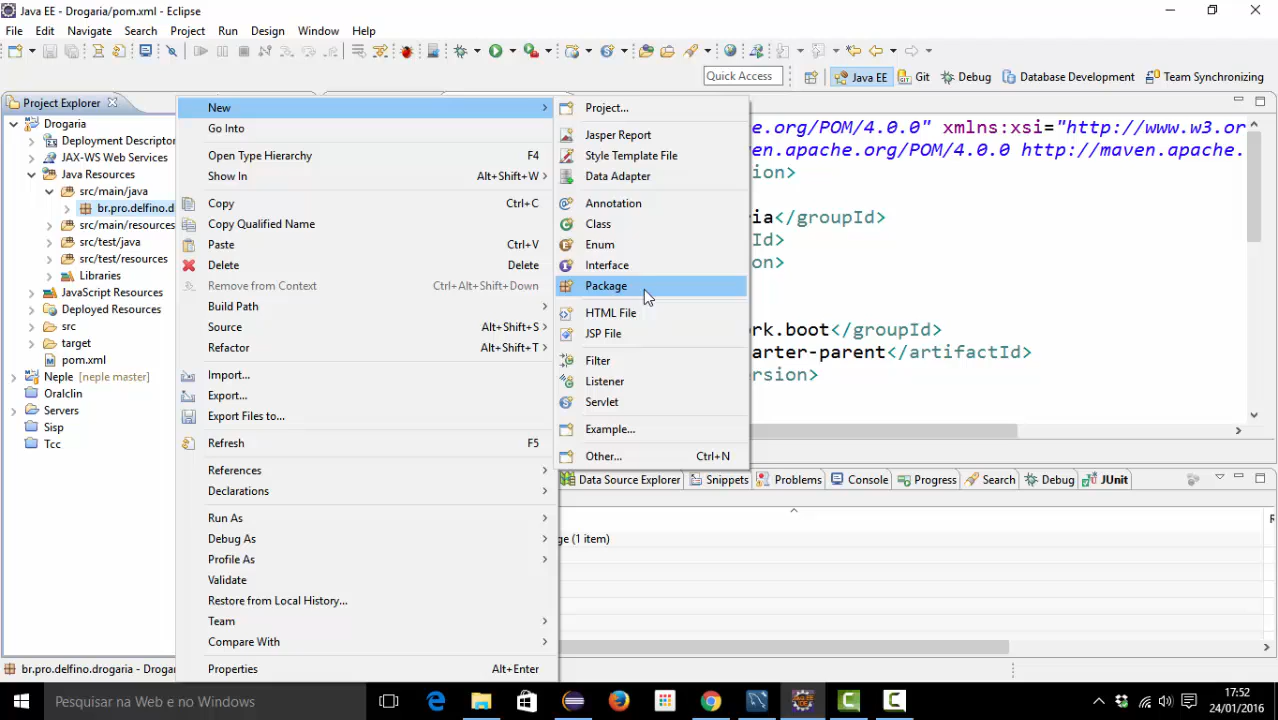 Java EE - Drogaria/pom.xml - Eclipse
File Edit Navigate Search Project Run Design Window Help
Quick Access Java EE Git Debug Database Development Team Synchronizing
Project Explorer
Drogaria
Deployment Descriptor
JAX-WS Web Services
Java Resources
src/main/java
br.pro.delfino.d
src/main/resources
src/test/java
src/test/resources
Libraries
JavaScript Resources
Deployed Resources
src
target
pom.xml
Neple [neple master]
Oralclin
Servers
Sisp
Tcc
New
Go Into
Open Type Hierarchy F4
Show In Alt+Shift+W
Copy Ctrl+C
Copy Qualified Name
Paste Ctrl+V
Delete Delete
Remove from Context Ctrl+Alt+Shift+Down
Build Path
Source Alt+Shift+S
Refactor Alt+Shift+T
Import...
Export...
Export Files to...
Refresh F5
References
Declarations
Run As
Debug As
Profile As
Validate
Restore from Local History...
Team
Compare With
Properties Alt+Enter
Project...
Jasper Report
Style Template File
Data Adapter
Annotation
Class
Enum
Interface
Package
HTML File
JSP File
Filter
Listener
Servlet
Example...
Other... Ctrl+N
e.org/POM/4.0.0" xmlns:xsi="http://www.w3.or
ven.apache.org/POM/4.0.0 http://maven.apache.
ion>
ia</groupId>
Id>
on>
rk.boot</groupId>
arter-parent</artifactId>
rsion>
Data Source Explorer Snippets Problems Console Progress Search Debug JUnit
ge (1 item)
br.pro.delfino.drogaria - Drogar
Pesquisar na Web e no Windows
17:52
24/01/2016